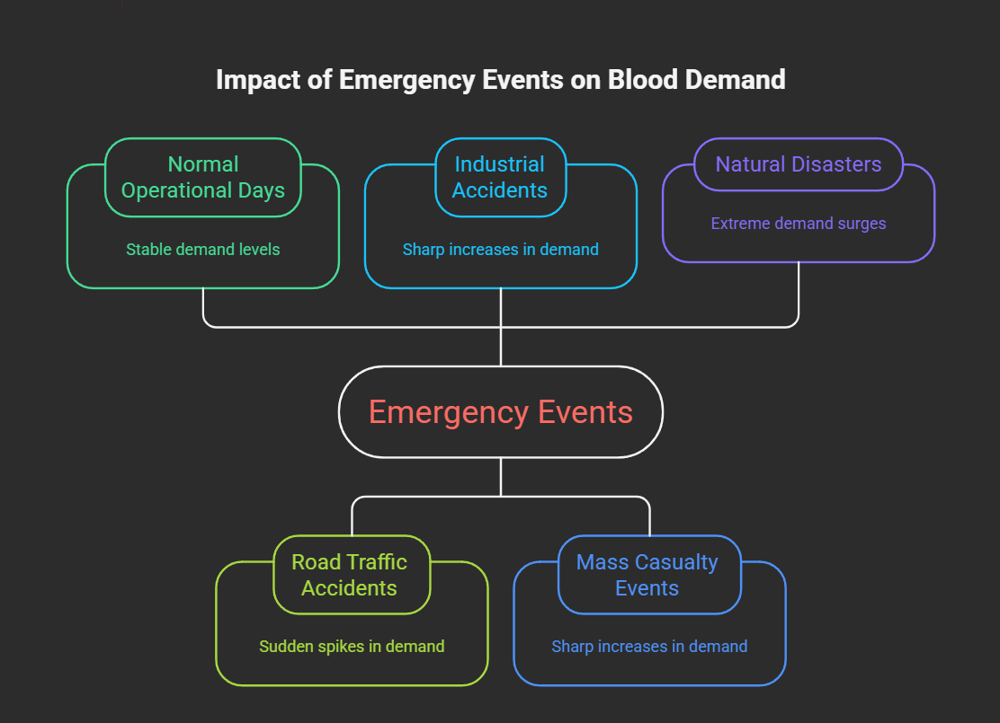 Impact of Emergency Events on Blood Demand
Normal
Operational Days
Stable demand levels
Industrial
Accidents
Sharp increases in demand
Natural Disasters
Extreme demand surges
Emergency Events
Road Traffic
Accidents
Sudden spikes in demand
Mass Casualty
Events
Sharp increases in demand